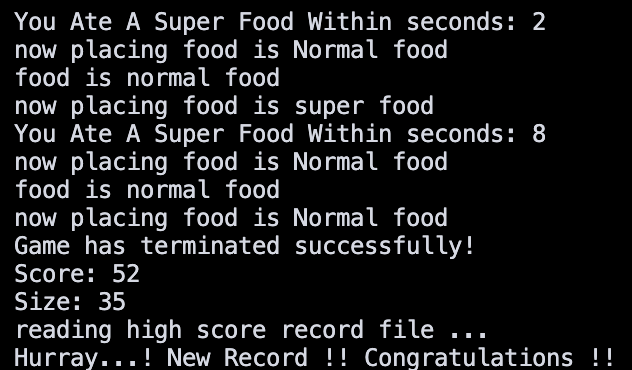 You Ate A Super Food Within seconds: 2
now placing food is Normal food
food is normal food
now placing food is super food
You Ate A Super Food Within seconds: 8
now placing food is Normal food
food is normal food
now placing food is Normal food
Game has terminated successfully!
Score: 52
Size: 35
reading high score record file ...
Hurray...! New Record !! Congratulations !!